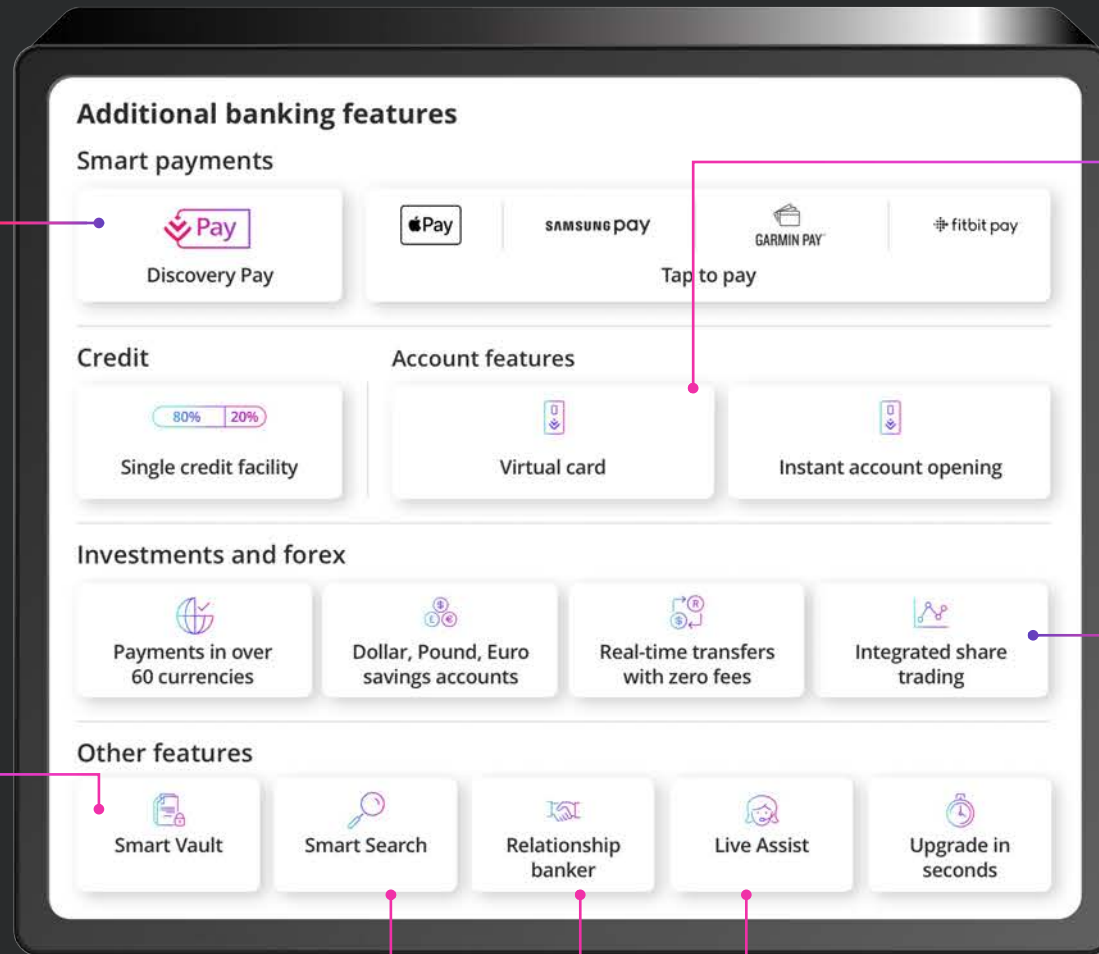 Additional banking features
Smart payments
Pay
Discovery Pay
Pay
SAMSUNG pay
GARMIN PAY
fitbit pay
Tap to pay
Credit
Account features
80% 20%
Single credit facility
Virtual card
Instant account opening
Investments and forex
Payments in over
60 currencies
Dollar, Pound, Euro
savings accounts
Real-time transfers
with zero fees
Integrated share
trading
Other features
Smart Vault
Smart Search
Relationship
banker
Live Assist
Upgrade in
seconds